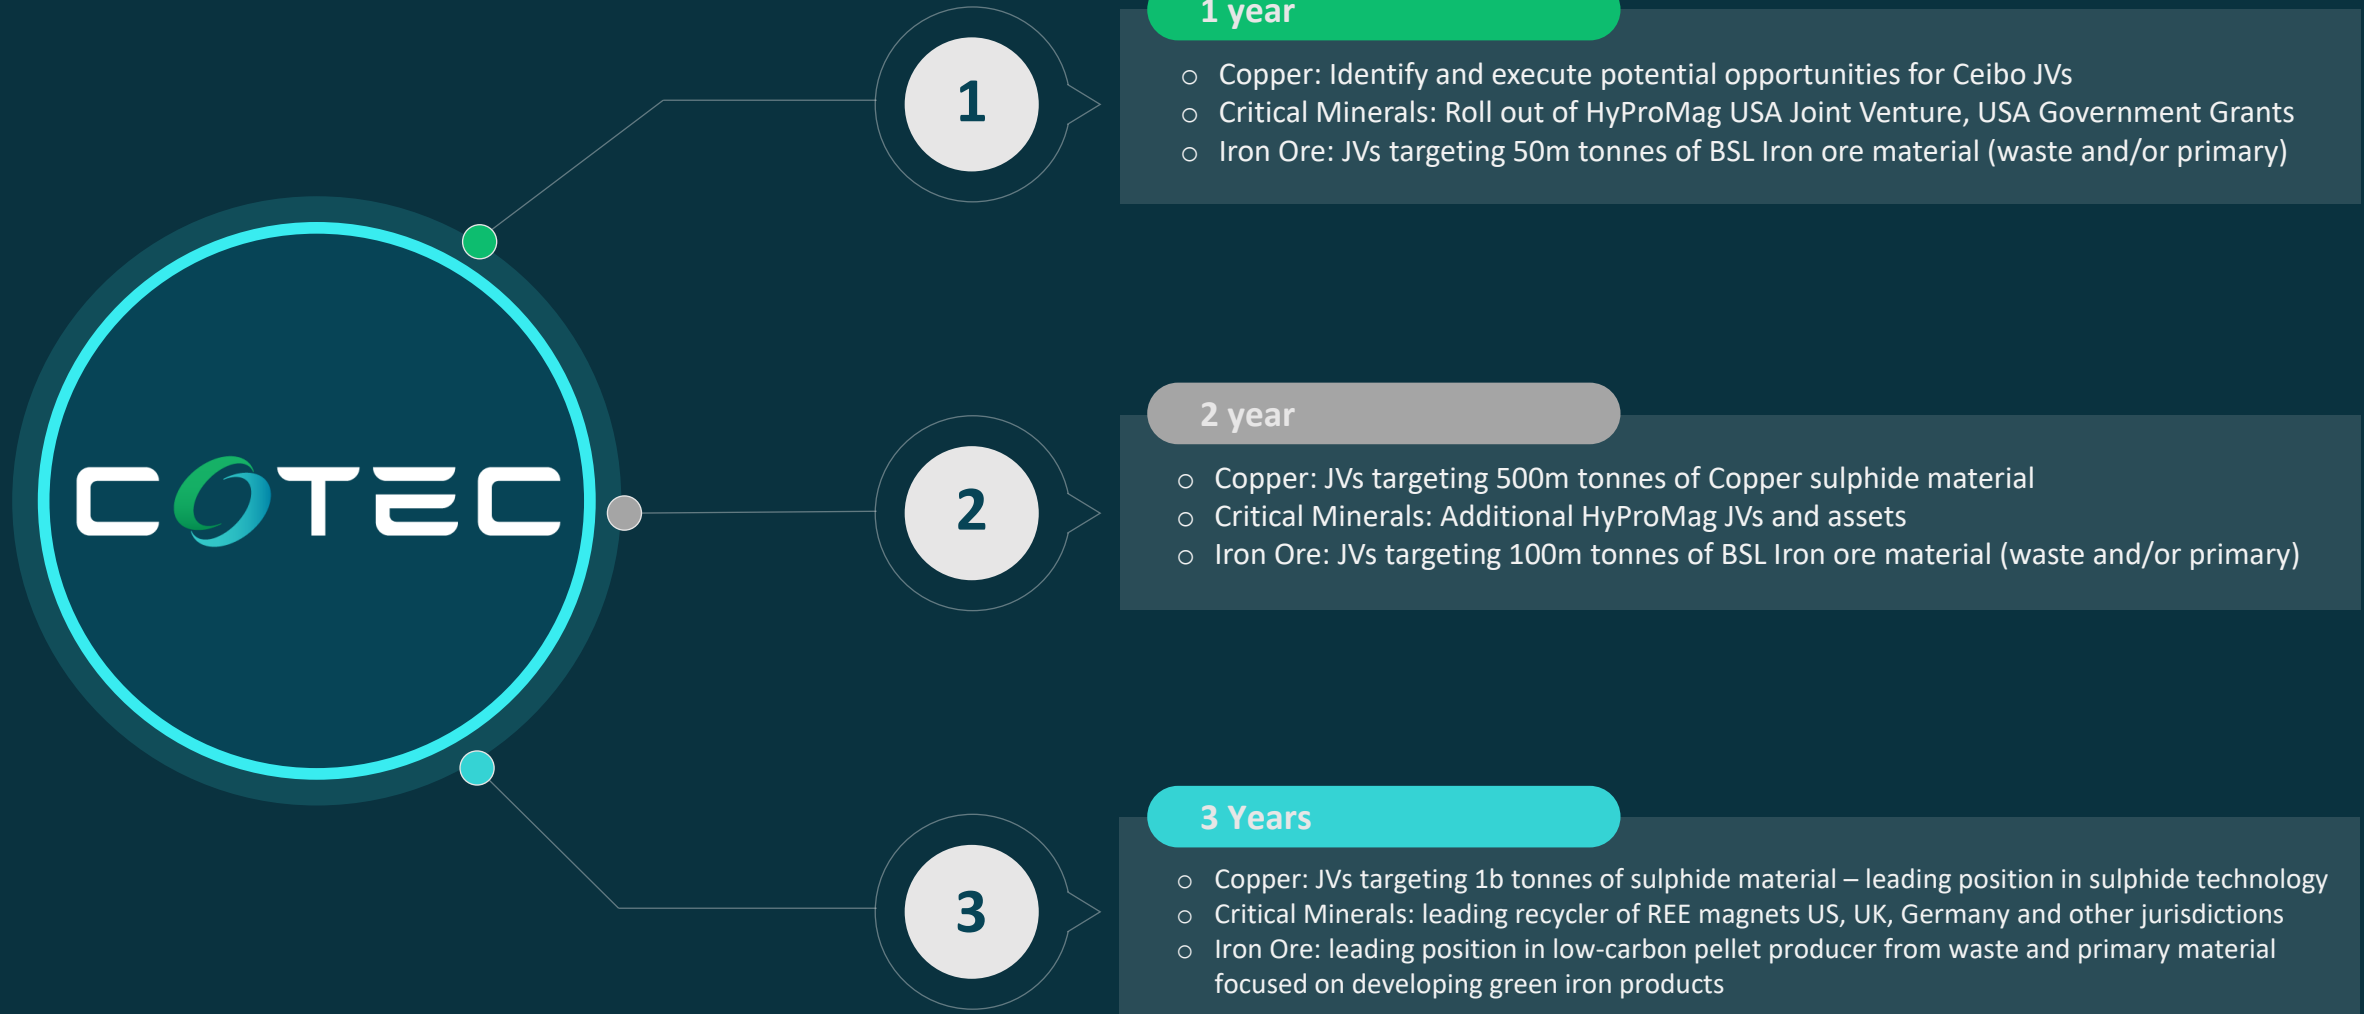 COTEC
1
1 year
o Copper: Identify and execute potential opportunities for Ceibo JVs
o Critical Minerals: Roll out of HyProMag USA Joint Venture, USA Government Grants
o Iron Ore: JVs targeting 50m tonnes of BSL Iron ore material (waste and/or primary)
2
2 year
o Copper: JVs targeting 500m tonnes of Copper sulphide material
o Critical Minerals: Additional HyProMag JVs and assets
o Iron Ore: JVs targeting 100m tonnes of BSL Iron ore material (waste and/or primary)
3
3 Years
o Copper: JVs targeting 1b tonnes of sulphide material – leading position in sulphide technology
o Critical Minerals: leading recycler of REE magnets US, UK, Germany and other jurisdictions
o Iron Ore: leading position in low-carbon pellet producer from waste and primary material
focused on developing green iron products